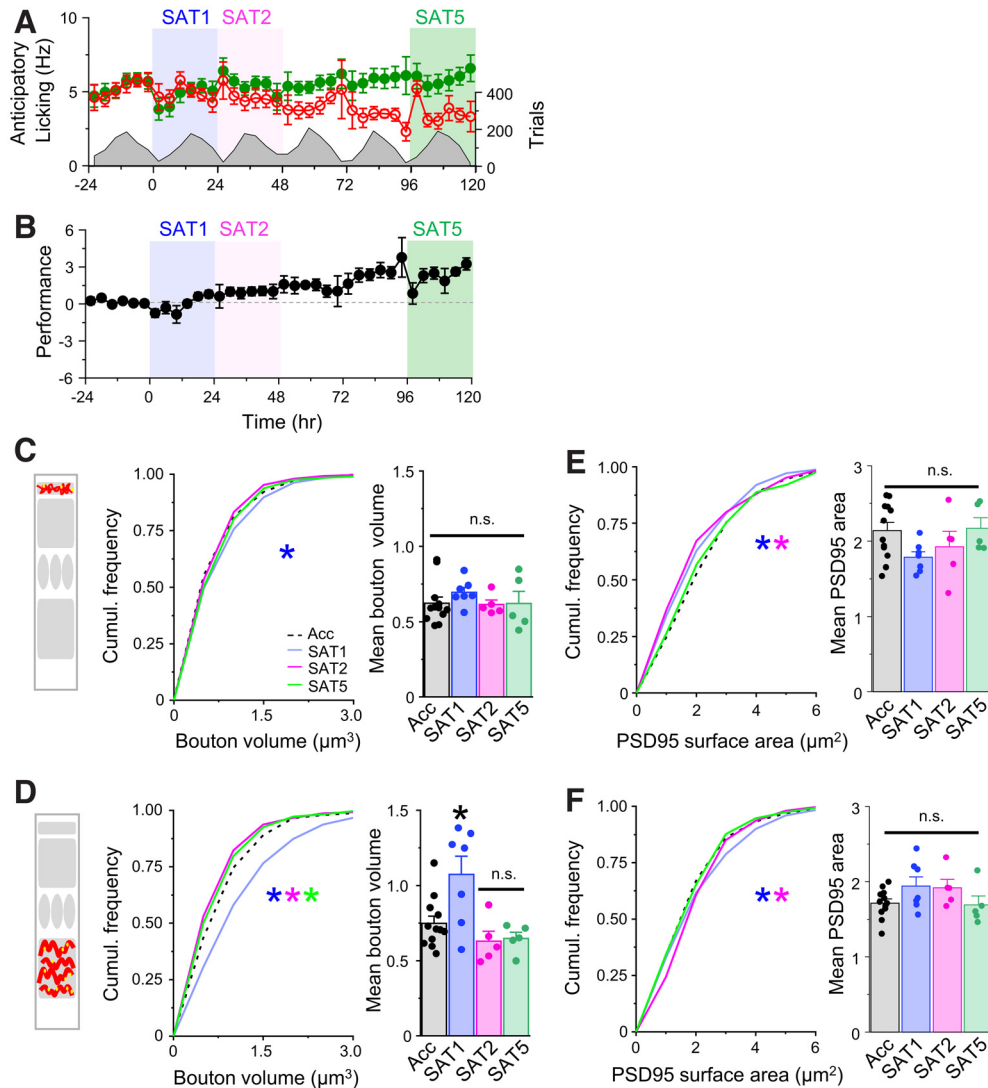 A
SAT1
SAT2
SAT5
Anticipatory
Licking (Hz)
10
5
0
Trials
400
200
0
-24
0
24
48
72
96
120
B
SAT1
SAT2
SAT5
Performance
6
3
0
-3
-6
-24
0
24
48
72
96
120
Time (hr)
C
Cumul. frequency
1.00
0.75
0.50
0.25
0
*
Acc
SAT1
SAT2
SAT5
0
1.5
3.0
Bouton volume (µm³)
Mean bouton volume
1.5
1.0
0.5
0
n.s.
Acc
SAT1
SAT2
SAT5
E
Cumul. frequency
1.00
0.75
0.50
0.25
0
**
0
2
4
6
PSD95 surface area (µm²)
Mean PSD95 area
3
2
1
0
n.s.
Acc
SAT1
SAT2
SAT5
D
Cumul. frequency
1.00
0.75
0.50
0.25
0
***
0
1.5
3.0
Bouton volume (µm³)
Mean bouton volume
1.5
1.0
0.5
0
*
n.s.
Acc
SAT1
SAT2
SAT5
F
Cumul. frequency
1.00
0.75
0.50
0.25
0
**
0
2
4
6
PSD95 surface area (µm²)
Mean PSD95 area
3
2
1
0
n.s.
Acc
SAT1
SAT2
SAT5